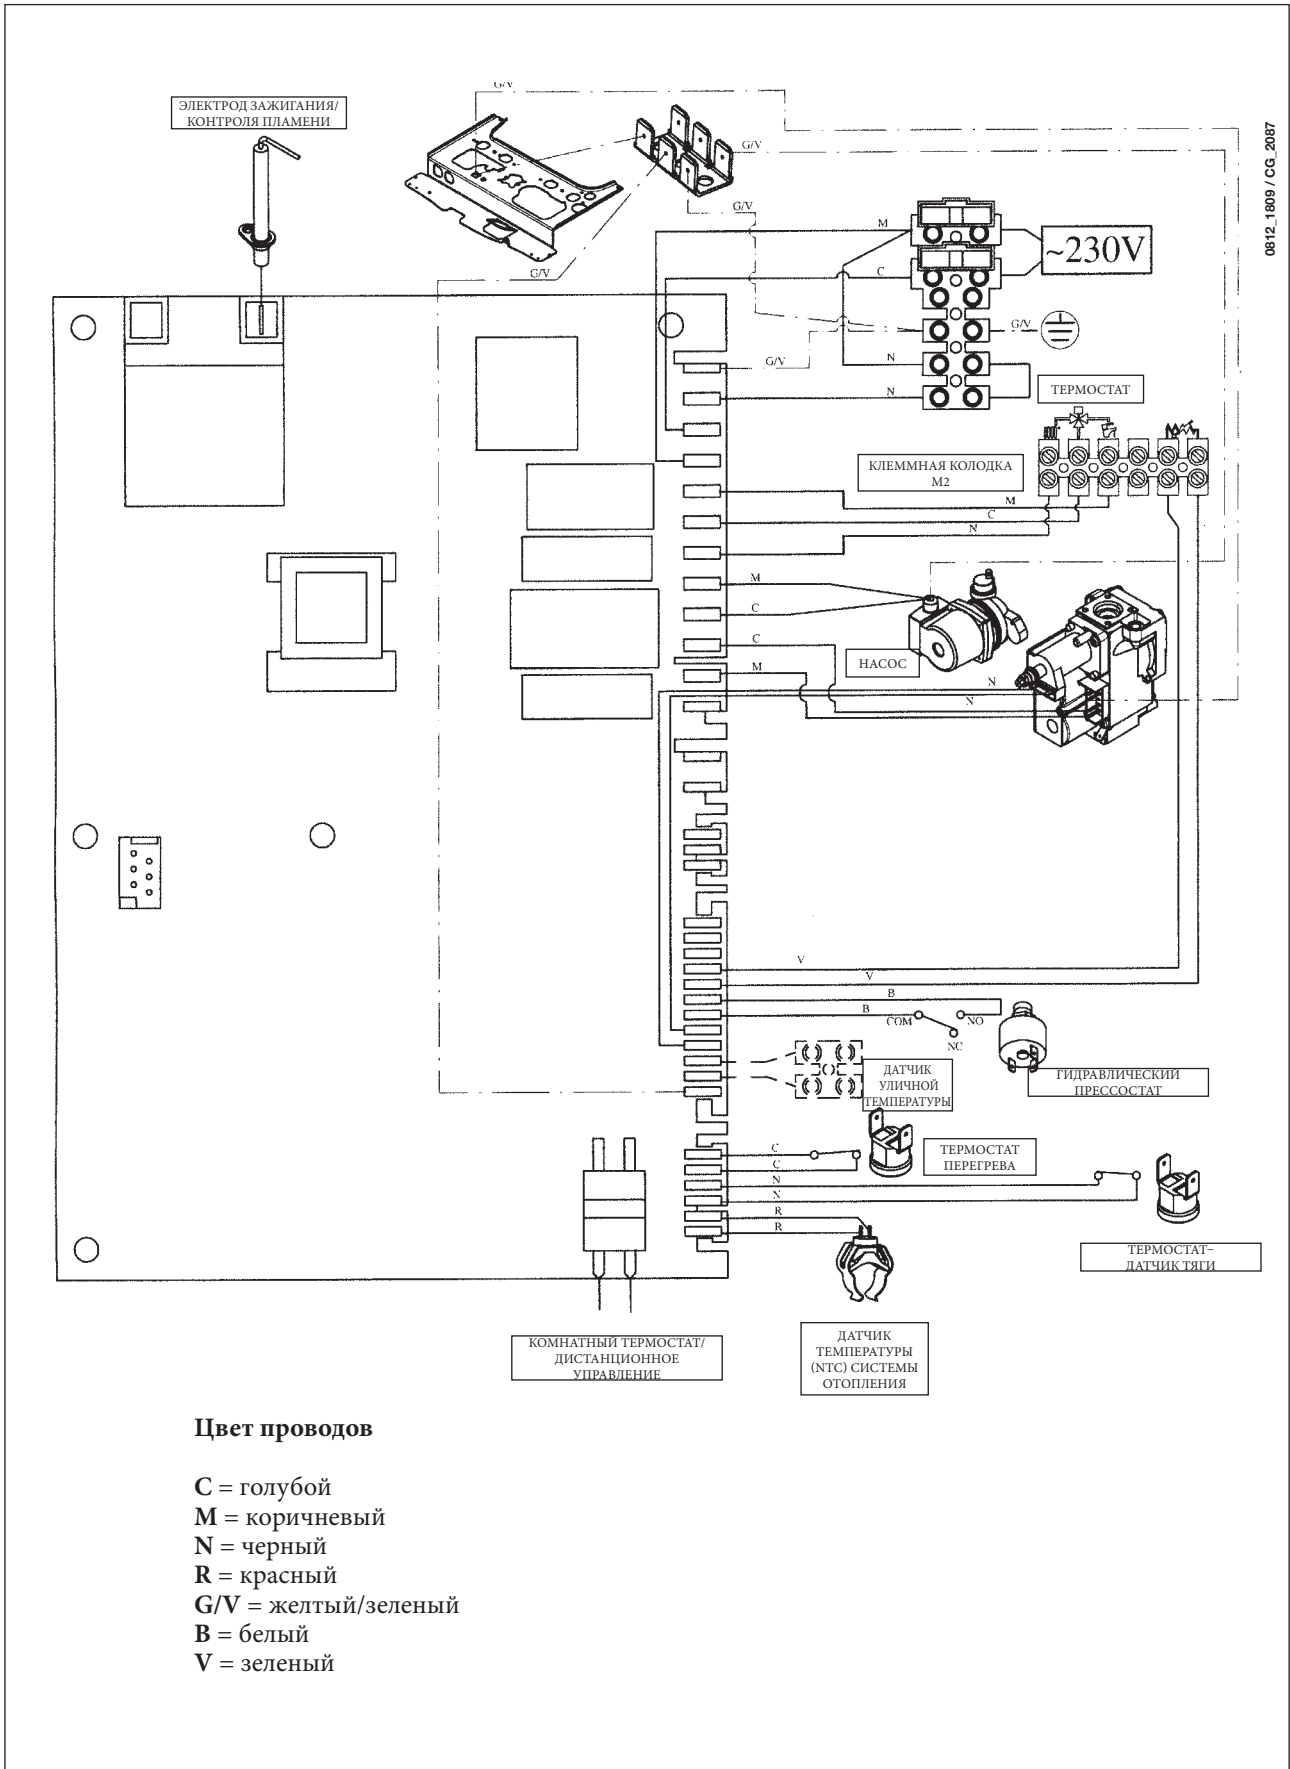 G/V
ЭЛЕКТРОД ЗАЖИГАНИЯ/
КОНТРОЛЯ ПЛАМЕНИ
0812_1809 / CG_2087
G/V
G/V
M
~230V
G/V
C
G/V
G/V
N
ТЕРМОСТАТ
N
КЛЕММНАЯ КОЛОДКА
M2
M
C
N
M
C
C
НАСОС
M
N
N
V
V
B
B
COM
NO
NC
ДАТЧИК
УЛИЧНОЙ
ТЕМПЕРАТУРЫ
ГИДРАВЛИЧЕСКИЙ
ПРЕССОСТАТ
C
C
ТЕРМОСТАТ
ПЕРЕГРЕВА
N
N
R
R
ТЕРМОСТАТ–
ДАТЧИК ТЯГИ
КОМНАТНЫЙ ТЕРМОСТАТ/
ДИСТАНЦИОННОЕ
УПРАВЛЕНИЕ
ДАТЧИК
ТЕМПЕРАТУРЫ
(NTC) СИСТЕМЫ
ОТОПЛЕНИЯ
Цвет проводов
C = голубой
M = коричневый
N = черный
R = красный
G/V = желтый/зеленый
B = белый
V = зеленый